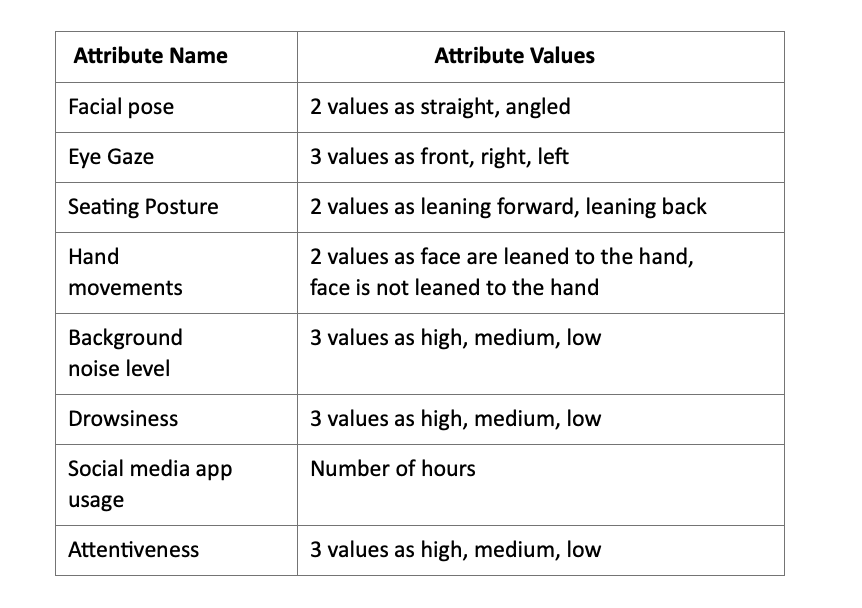 Attribute Name Attribute Values
Facial pose 2 values as straight, angled
Eye Gaze 3 values as front, right, left
Seating Posture 2 values as leaning forward, leaning back
Hand movements 2 values as face are leaned to the hand,
face is not leaned to the hand
Background noise level 3 values as high, medium, low
Drowsiness 3 values as high, medium, low
Social media app usage Number of hours
Attentiveness 3 values as high, medium, low